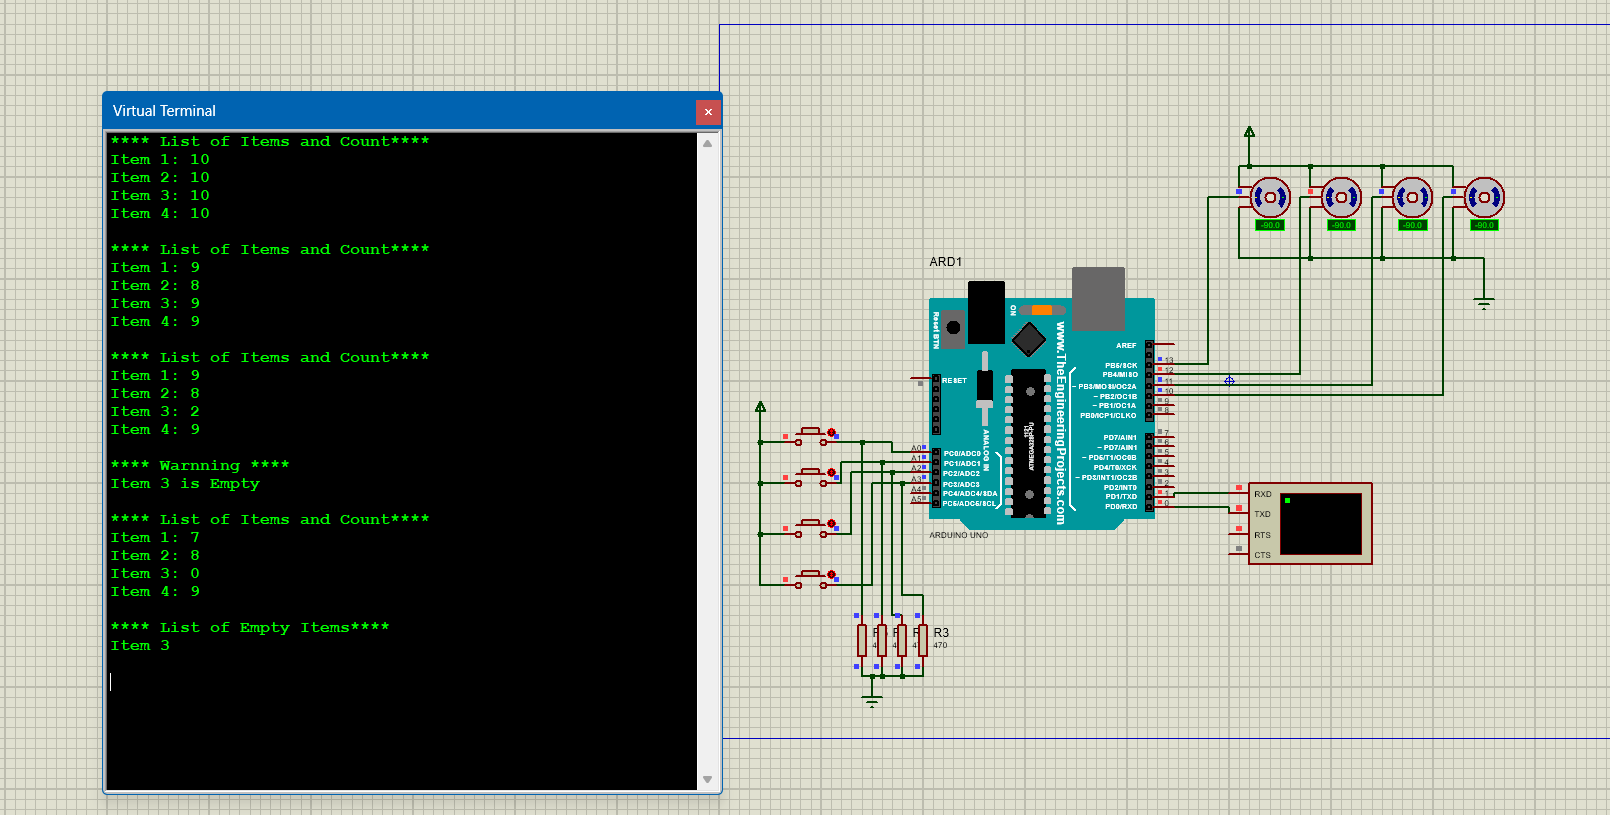 Virtual Terminal
**** List of Items and Count****
Item 1: 10
Item 2: 10
Item 3: 10
Item 4: 10
**** List of Items and Count****
Item 1: 9
Item 2: 8
Item 3: 9
Item 4: 9
**** List of Items and Count****
Item 1: 9
Item 2: 8
Item 3: 2
Item 4: 9
**** Warnning ****
Item 3 is Empty
**** List of Items and Count****
Item 1: 7
Item 2: 8
Item 3: 0
Item 4: 9
**** List of Empty Items****
Item 3
-90.0
-90.0
-90.0
-90.0
ARD1
ON
Reset BTN
www.TheEngineeringProjects.com
RESET
ANALOG IN
A0
A1
A2
A3
A4
A5
PC0/ADC0
PC1/ADC1
PC2/ADC2
PC3/ADC3
PC4/ADC4/SDA
PC5/ADC5/SCL
AREF
PB5/SCK
PB4/MISO
~ PB3/MOSI/OC2A
~ PB2/OC1B
~ PB1/OC1A
PB0/ICP1/CLKO
13
12
11
10
9
8
PD7/AIN1
~ PD7/AIN1
~ PD5/T1/OC0B
PD4/T0/XCK
~ PD3/INT1/OC2B
PD2/INT0
PD1/TXD
PD0/RXD
7
6
5
4
3
2
1
0
ARDUINO UNO
RXD
TXD
RTS
CTS
R3
470